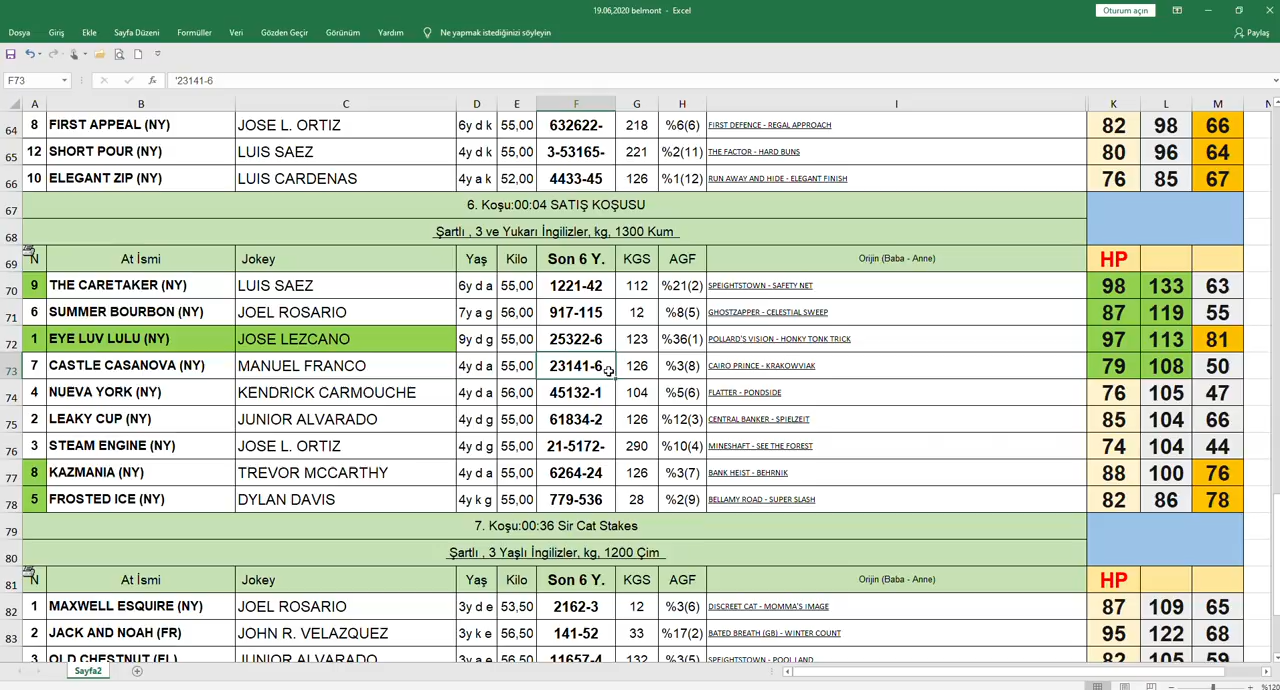 19.06,2020 belmont - Excel
Oturum açın
Dosya Giriş Ekle Sayfa Düzeni Formüller Veri Gözden Geçir Görünüm Yardım Ne yapmak istediğinizi söyleyin Paylaş
F73 fx '23141-6
A B C D E F G H I K L M N
64 8 FIRST APPEAL (NY) JOSE L. ORTIZ 6y d k 55,00 632622- 218 %6(6) FIRST DEFENCE - REGAL APPROACH 82 98 66
65 12 SHORT POUR (NY) LUIS SAEZ 4y d k 55,00 3-53165- 221 %2(11) THE FACTOR - HARD BUNS 80 96 64
66 10 ELEGANT ZIP (NY) LUIS CARDENAS 4y a k 52,00 4433-45 126 %1(12) RUN AWAY AND HIDE - ELEGANT FINISH 76 85 67
67 6. Koşu:00:04 SATIŞ KOŞUSU
68 Şartlı , 3 ve Yukarı İngilizler, kg, 1300 Kum
69 N At İsmi Jokey Yaş Kilo Son 6 Y. KGS AGF Orijin (Baba - Anne) HP
70 9 THE CARETAKER (NY) LUIS SAEZ 4y d a 55,00 1221-42 112 %21(2) SPEIGHTSTOWN - SAFETY NET 98 133 63
71 6 SUMMER BOURBON (NY) JOEL ROSARIO 7y a g 56,00 917-115 12 %8(5) GHOSTZAPPER - CELESTIAL SWEEP 87 119 55
72 1 EYE LUV LULU (NY) JOSE LEZCANO 9y d g 55,00 25322-6 123 %36(1) POLLARD'S VISION - HONKY TONK TRICK 97 113 81
73 7 CASTLE CASANOVA (NY) MANUEL FRANCO 4y d a 55,00 23141-6 126 %3(8) CAIRO PRINCE - KRAKOWVIAK 79 108 50
74 4 NUEVA YORK (NY) KENDRICK CARMOUCHE 4y d a 56,00 45132-1 104 %5(6) FLATTER - PONDSIDE 76 105 47
75 2 LEAKY CUP (NY) JUNIOR ALVARADO 4y d g 55,00 61834-2 126 %12(3) CENTRAL BANKER - SPIELZEIT 85 104 66
76 3 STEAM ENGINE (NY) JOSE L. ORTIZ 4y d g 55,00 21-5172- 290 %10(4) MINESHAFT - SEE THE FOREST 74 104 44
77 8 KAZMANIA (NY) TREVOR MCCARTHY 4y d a 55,00 6264-24 126 %3(7) BANK HEIST - BEHRNIK 88 100 76
78 5 FROSTED ICE (NY) DYLAN DAVIS 4y k g 55,00 779-536 28 %2(9) BELLAMY ROAD - SUPER SLASH 82 86 78
79 7. Koşu:00:36 Sir Cat Stakes
80 Şartlı , 3 Yaşlı İngilizler, kg, 1200 Çim
81 N At İsmi Jokey Yaş Kilo Son 6 Y. KGS AGF Orijin (Baba - Anne) HP
82 1 MAXWELL ESQUIRE (NY) JOEL ROSARIO 3y d e 53,50 2162-3 12 %3(6) DISCREET CAT - MOMMA'S IMAGE 87 109 65
83 2 JACK AND NOAH (FR) JOHN R. VELAZQUEZ 3y k e 56,50 141-52 33 %17(2) BATED BREATH (GB) - WINTER COUNT 95 122 68
3 OLD CHESTNUT (FL) JUNIOR ALVARADO 3y a e 56,50 11657-4 132 %3(5) SPEIGHTSTOWN - POOLLAND 82 105 59
Sayfa2
%120